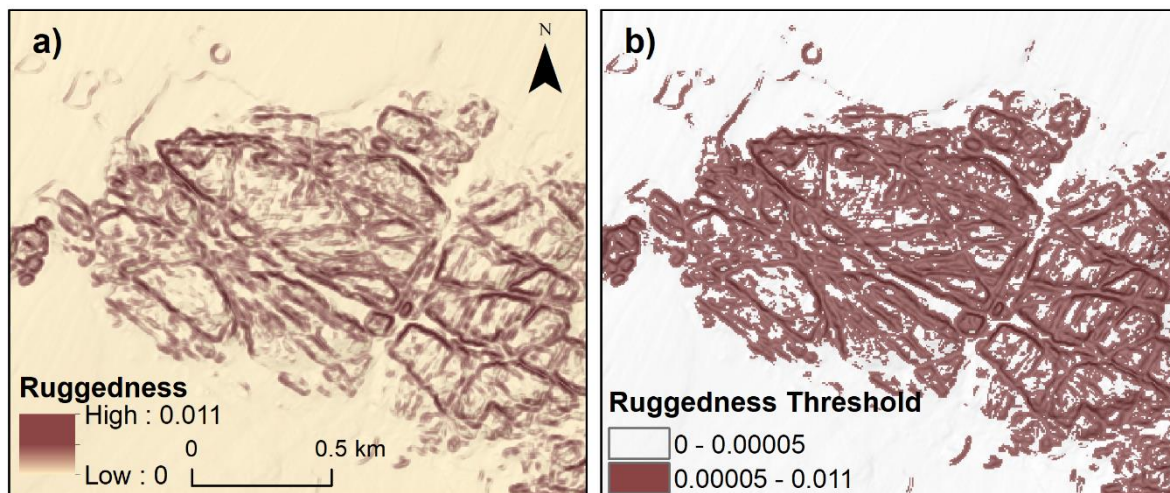 a)
N
Ruggedness
High : 0.011
Low : 0
0 0.5 km
b)
Ruggedness Threshold
0 - 0.00005
0.00005 - 0.011